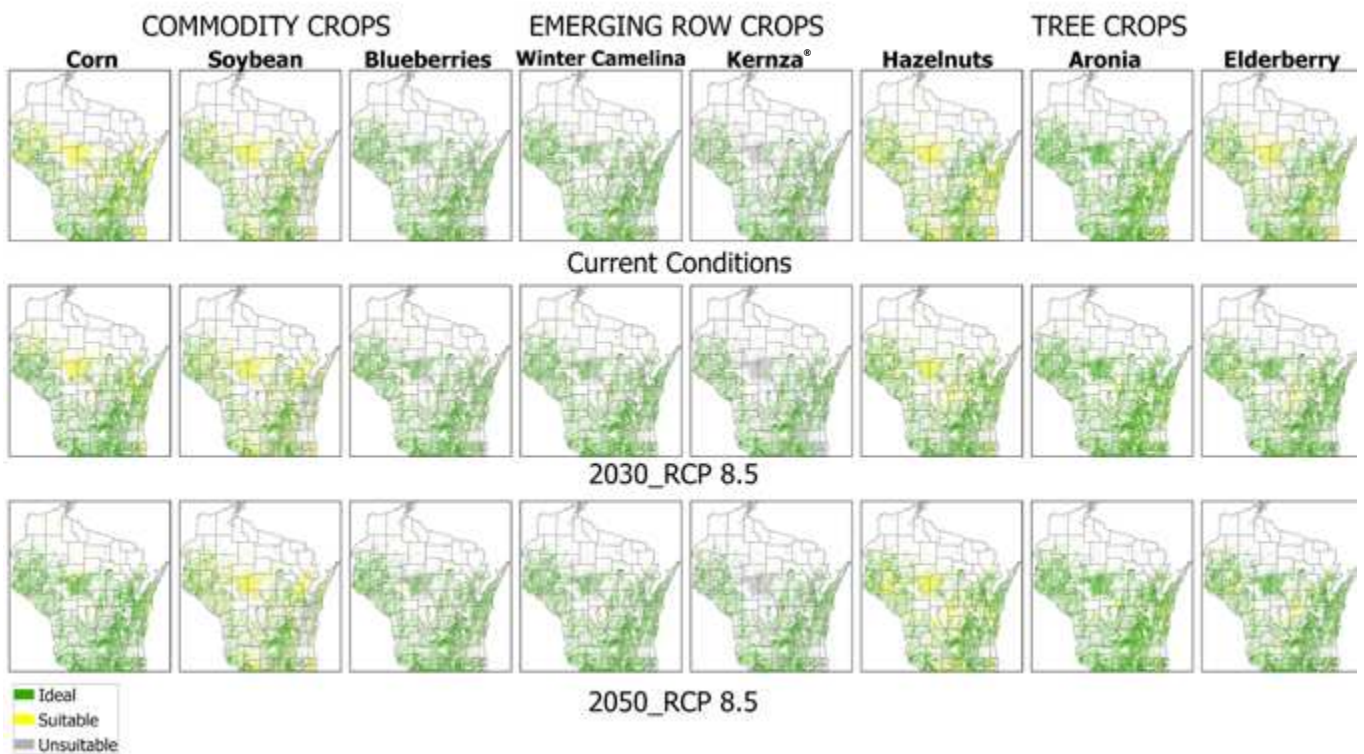 COMMODITY CROPS EMERGING ROW CROPS TREE CROPS
Corn Soybean Blueberries Winter Camelina Kernza® Hazelnuts Aronia Elderberry
Current Conditions
2030_RCP 8.5
2050_RCP 8.5
Ideal
Suitable
Unsuitable